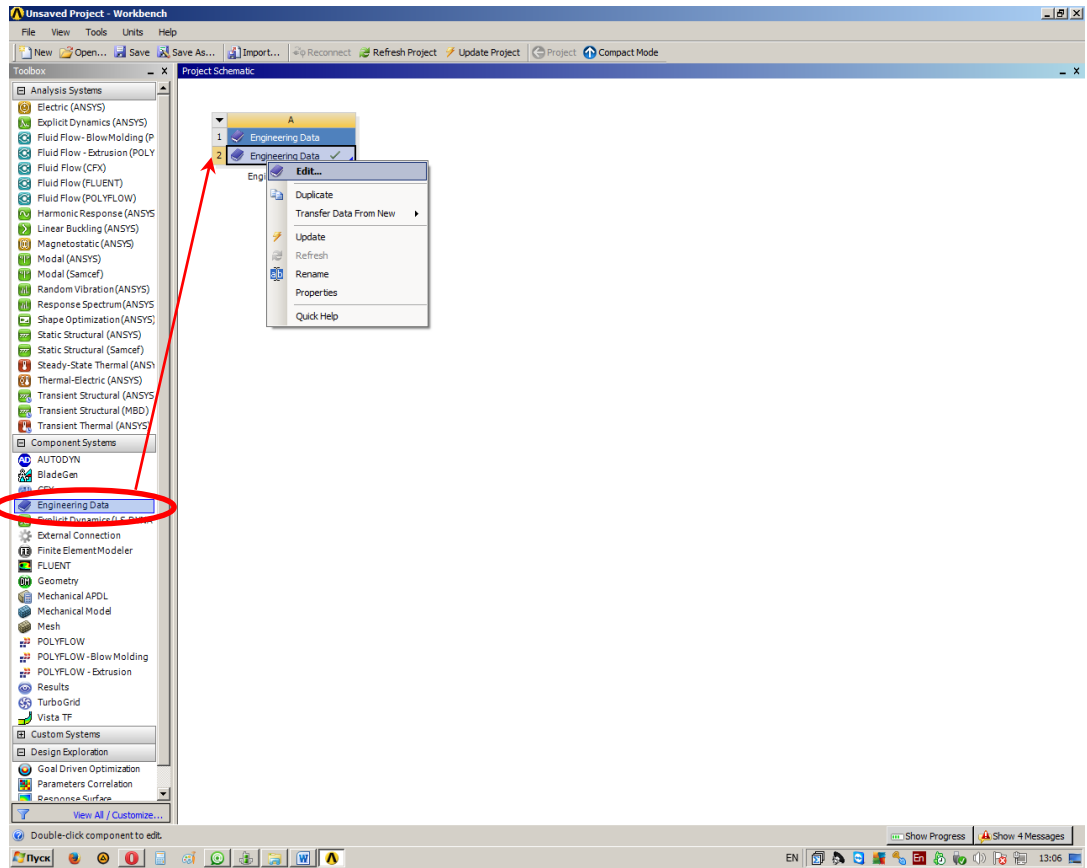 Unsaved Project - Workbench
File View Tools Units Help
New Open... Save Save As... Import... Reconnect Refresh Project Update Project Project Compact Mode
Toolbox
Project Schematic
Analysis Systems
Electric (ANSYS)
Explicit Dynamics (ANSYS)
Fluid Flow- BlowMolding (P
Fluid Flow - Extrusion (POLY
Fluid Flow (CFX)
Fluid Flow (FLUENT)
Fluid Flow (POLYFLOW)
Harmonic Response (ANSYS
Linear Buckling (ANSYS)
Magnetostatic (ANSYS)
Modal (ANSYS)
Modal (Samcef)
Random Vibration (ANSYS)
Response Spectrum (ANSYS
Shape Optimization (ANSYS)
Static Structural (ANSYS)
Static Structural (Samcef)
Steady-State Thermal (ANSY
Thermal-Electric (ANSYS)
Transient Structural (ANSYS
Transient Structural (MBD)
Transient Thermal (ANSYS)
Component Systems
AUTODYN
BladeGen
CFX
Engineering Data
Explicit Dynamics (LS-DYNA
External Connection
Finite Element Modeler
FLUENT
Geometry
Mechanical APDL
Mechanical Model
Mesh
POLYFLOW
POLYFLOW - Blow Molding
POLYFLOW - Extrusion
Results
TurboGrid
Vista TF
Custom Systems
Design Exploration
Goal Driven Optimization
Parameters Correlation
Response Surface
View All / Customize...
A
1 Engineering Data
2 Engineering Data
Engi
Edit...
Duplicate
Transfer Data From New
Update
Refresh
Rename
Properties
Quick Help
Double-click component to edit.
Show Progress Show 4 Messages
Пуск
EN
En
13:06